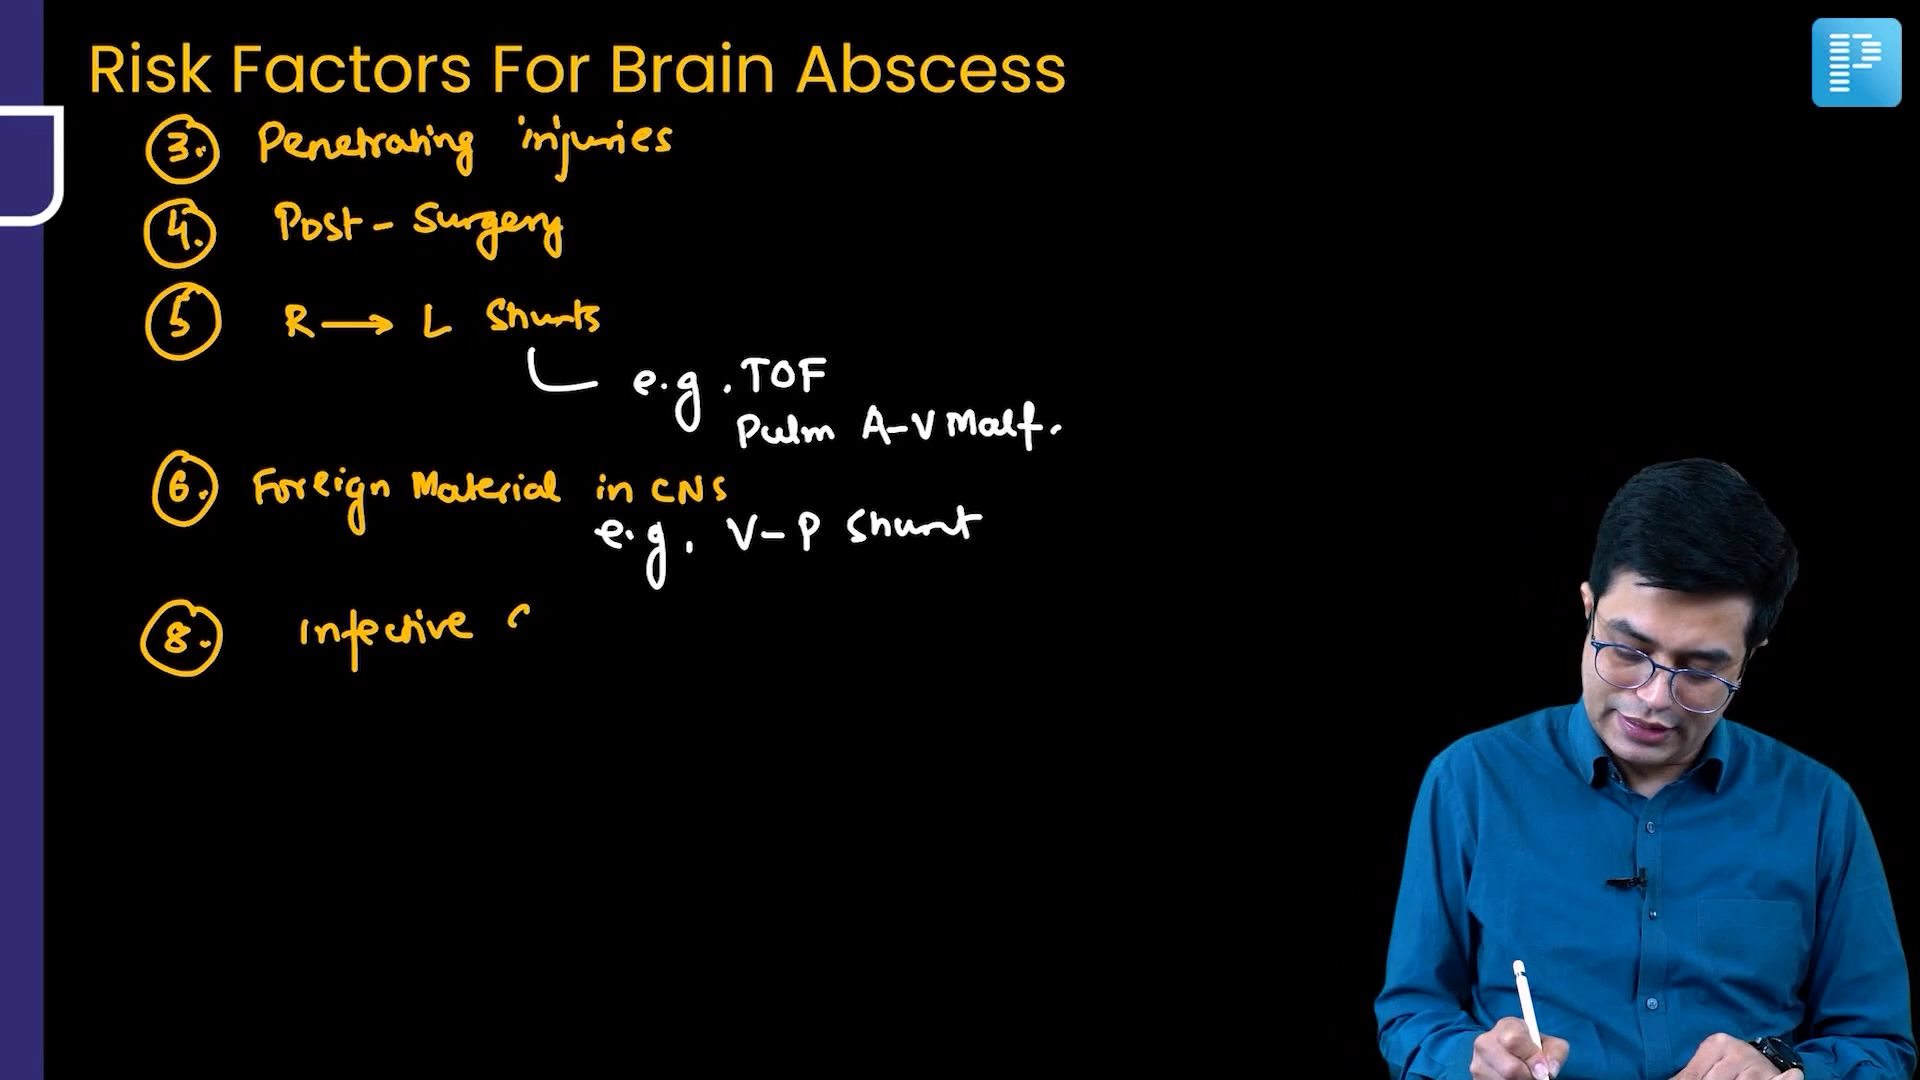 Risk Factors For Brain Abscess
3. Penetrating injuries
4. Post-Surgery
5 R → L Shunts
e.g. TOF
Pulm A-V Malf.
6. Foreign Material in CNS
e.g. V-P Shunt
8. Infective
P